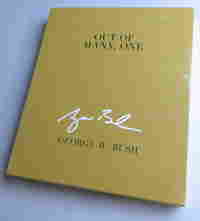 OUT OF
MANY, ONE
GEORGE W. BUSH